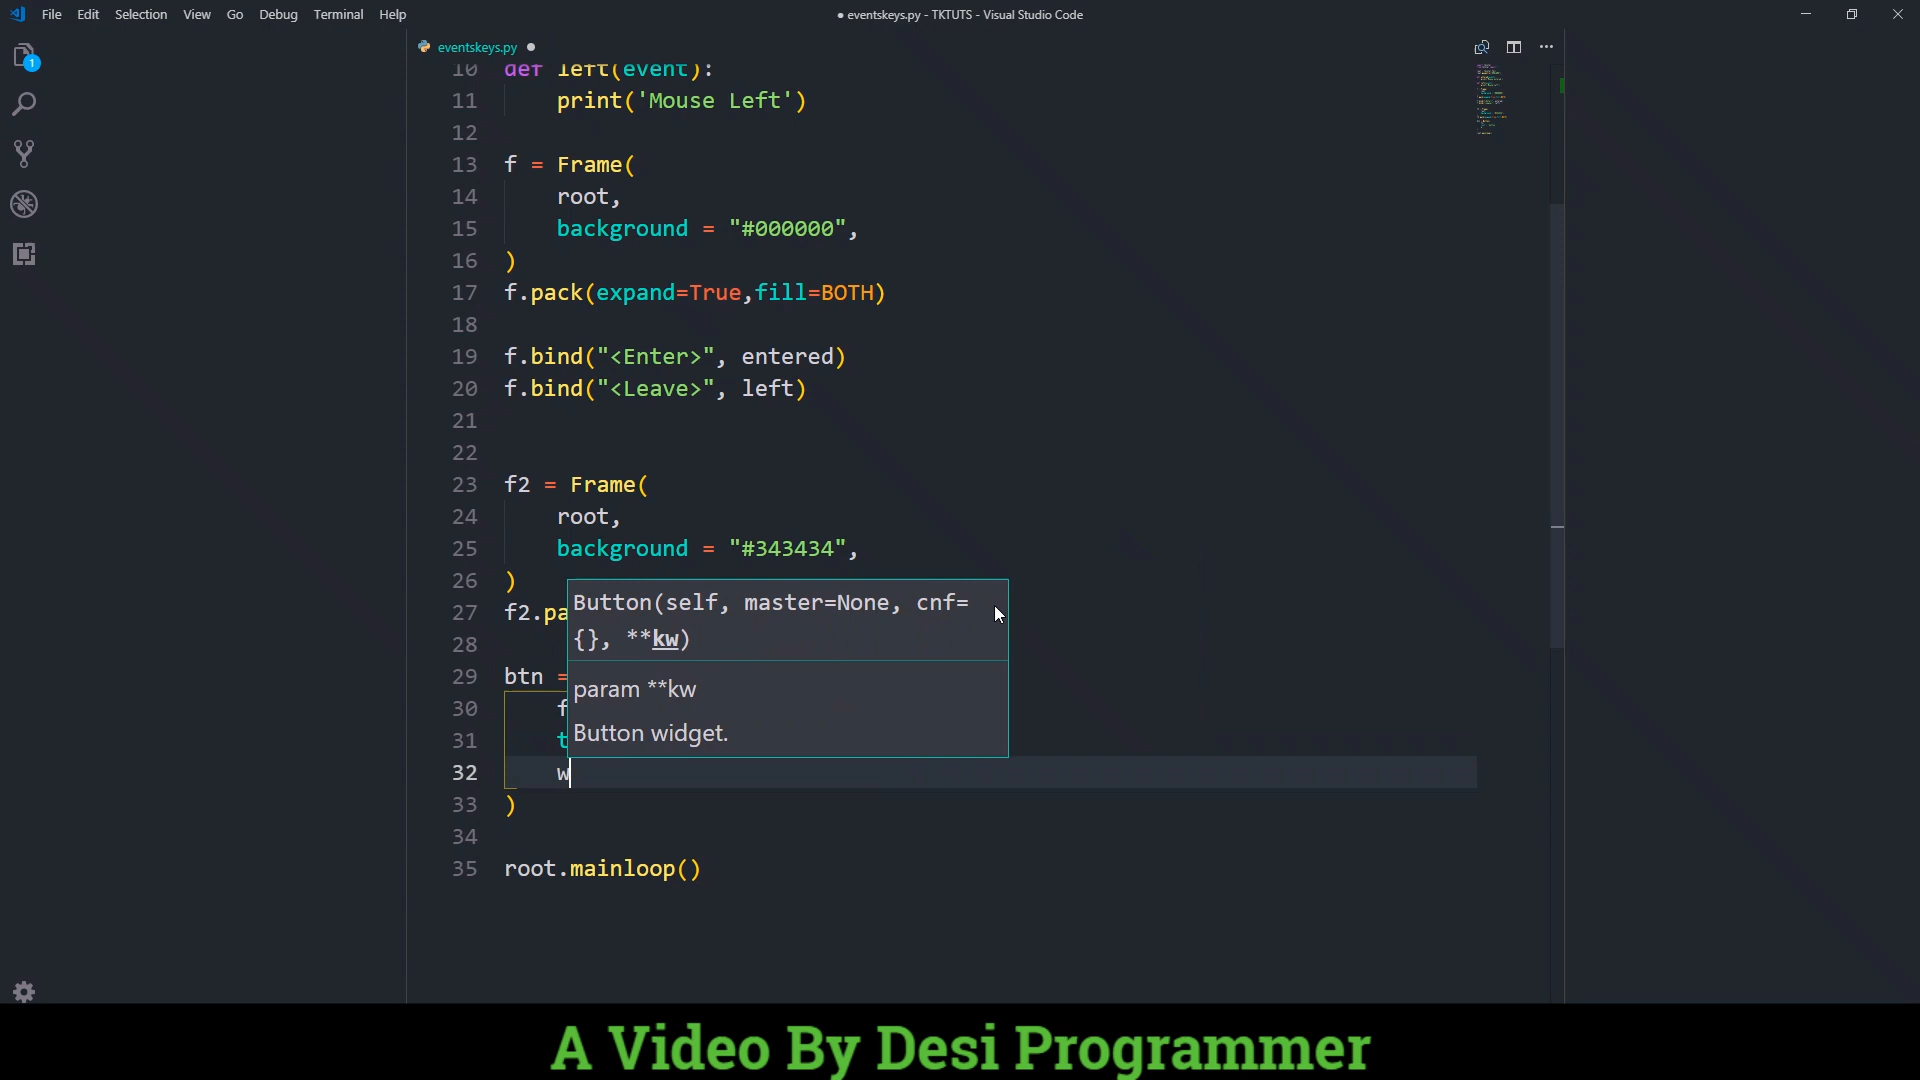 File Edit Selection View Go Debug Terminal Help
● eventskeys.py - TKTUTS - Visual Studio Code
eventskeys.py ●
1
10 def left(event):
11 print('Mouse Left')
12
13 f = Frame(
14 root,
15 background = "#000000",
16 )
17 f.pack(expand=True,fill=BOTH)
18
19 f.bind("<Enter>", entered)
20 f.bind("<Leave>", left)
21
22
23 f2 = Frame(
24 root,
25 background = "#343434",
26 )
27 f2.pa
Button(self, master=None, cnf=
{}, **kw)
28
29 btn =
param **kw
30 f
31 t
Button widget.
32 w
33 )
34
35 root.mainloop()
A Video By Desi Programmer